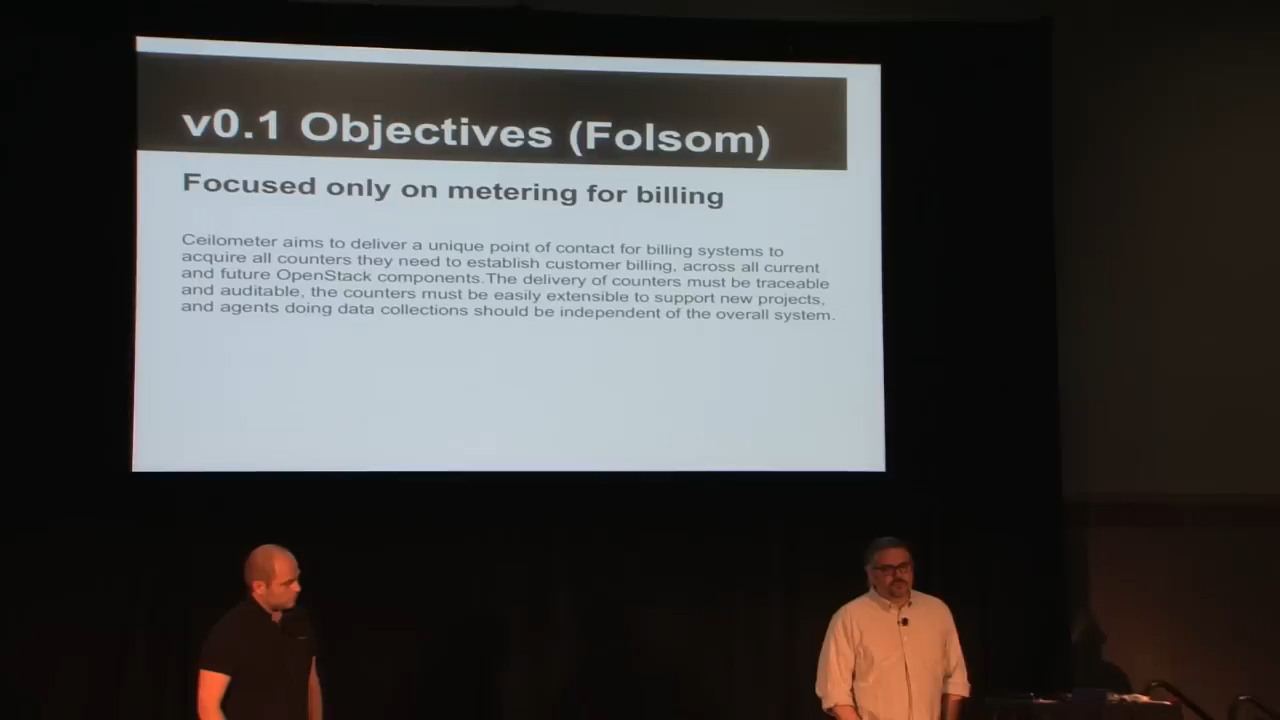 v0.1 Objectives (Folsom)
Focused only on metering for billing
Ceilometer aims to deliver a unique point of contact for billing systems to
acquire all counters they need to establish customer billing, across all current
and future OpenStack components.The delivery of counters must be traceable
and auditable, the counters must be easily extensible to support new projects,
and agents doing data collections should be independent of the overall system.